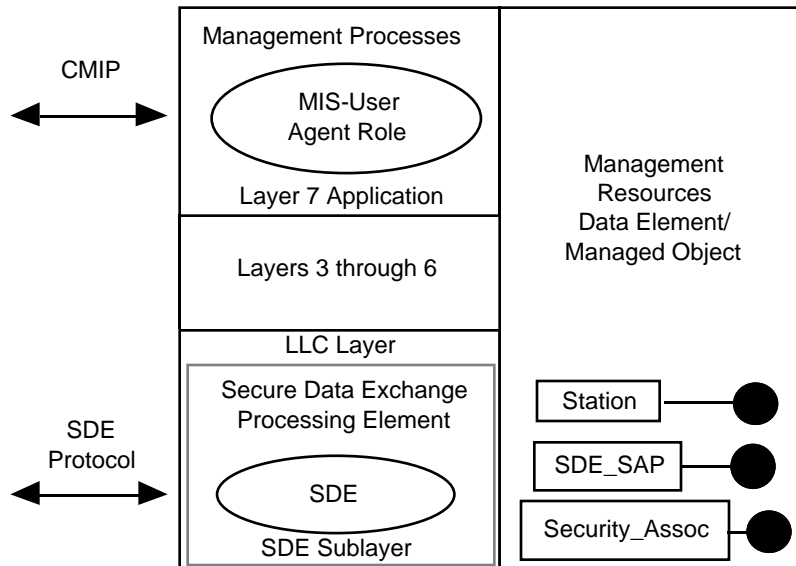 CMIP
Management Processes
MIS-User
Agent Role
Layer 7 Application
Layers 3 through 6
LLC Layer
Secure Data Exchange
Processing Element
SDE
Protocol
SDE
SDE Sublayer
Management
Resources
Data Element/
Managed Object
Station
SDE_SAP
Security_Assoc